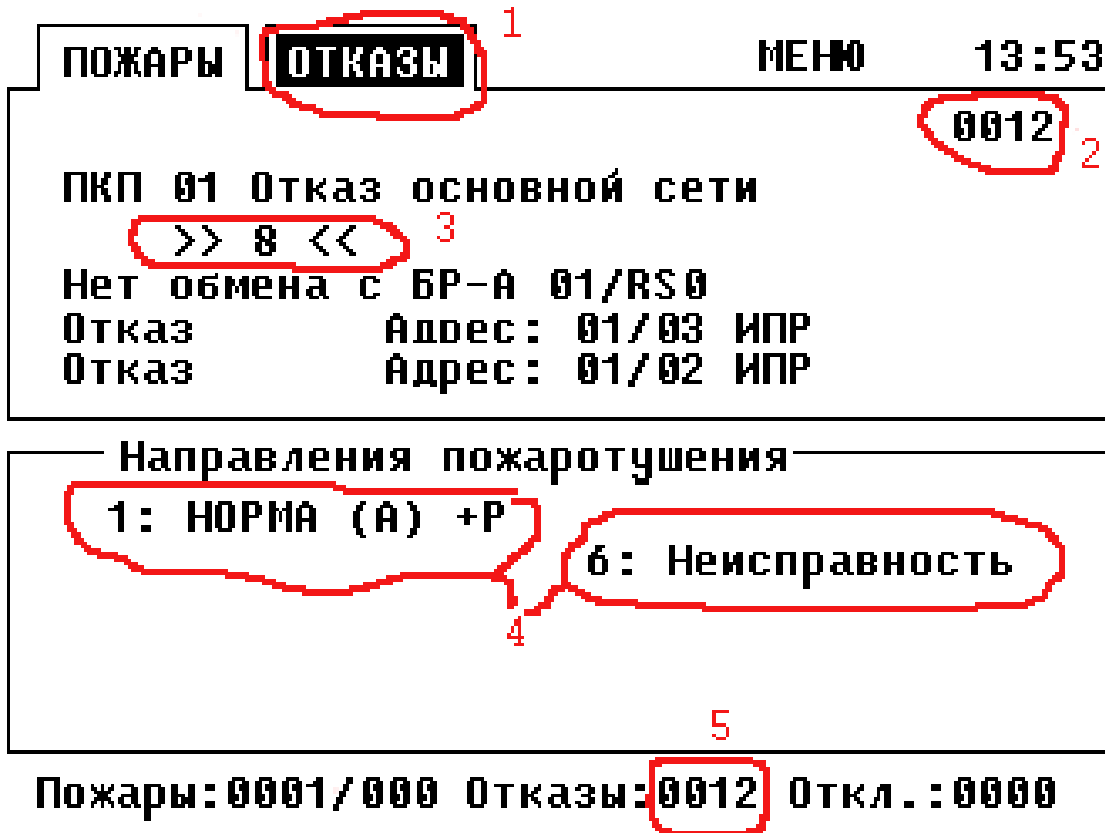 ПОЖАРЫ ОТКАЗЫ 1 МЕНЮ 13:53
0012 2
ПКП 01 Отказ основной сети
>> 8 << 3
Нет обмена с БР-А 01/RS0
Отказ Адрес: 01/03 ИПР
Отказ Адрес: 01/02 ИПР
Направления пожаротушения
1: НОРМА (А) +Р
6: Неисправность
4
5
Пожары:0001/000 Отказы:0012 Откл.:0000